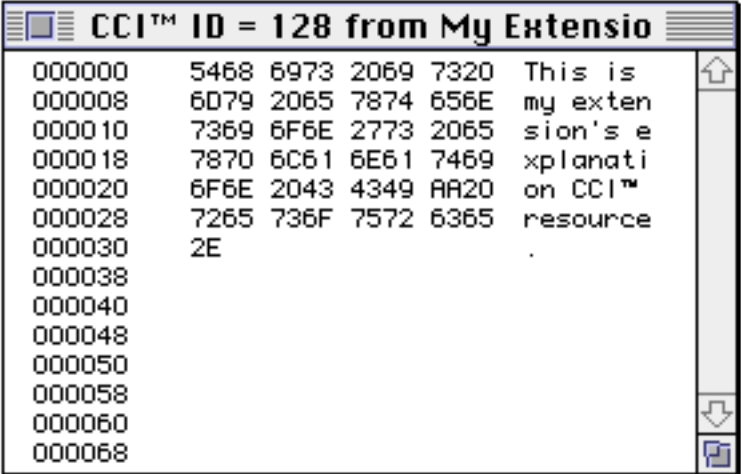 CCI™ ID = 128 from My Extensio
000000 5468 6973 2069 7320 This is
000008 6D79 2065 7874 656E my exten
000010 7369 6F6E 2773 2065 sion's e
000018 7870 6C61 6E61 7469 xplanati
000020 6F6E 2043 4349 AA20 on CCI™
000028 7265 736F 7572 6365 resource
000030 2E .
000038
000040
000048
000050
000058
000060
000068